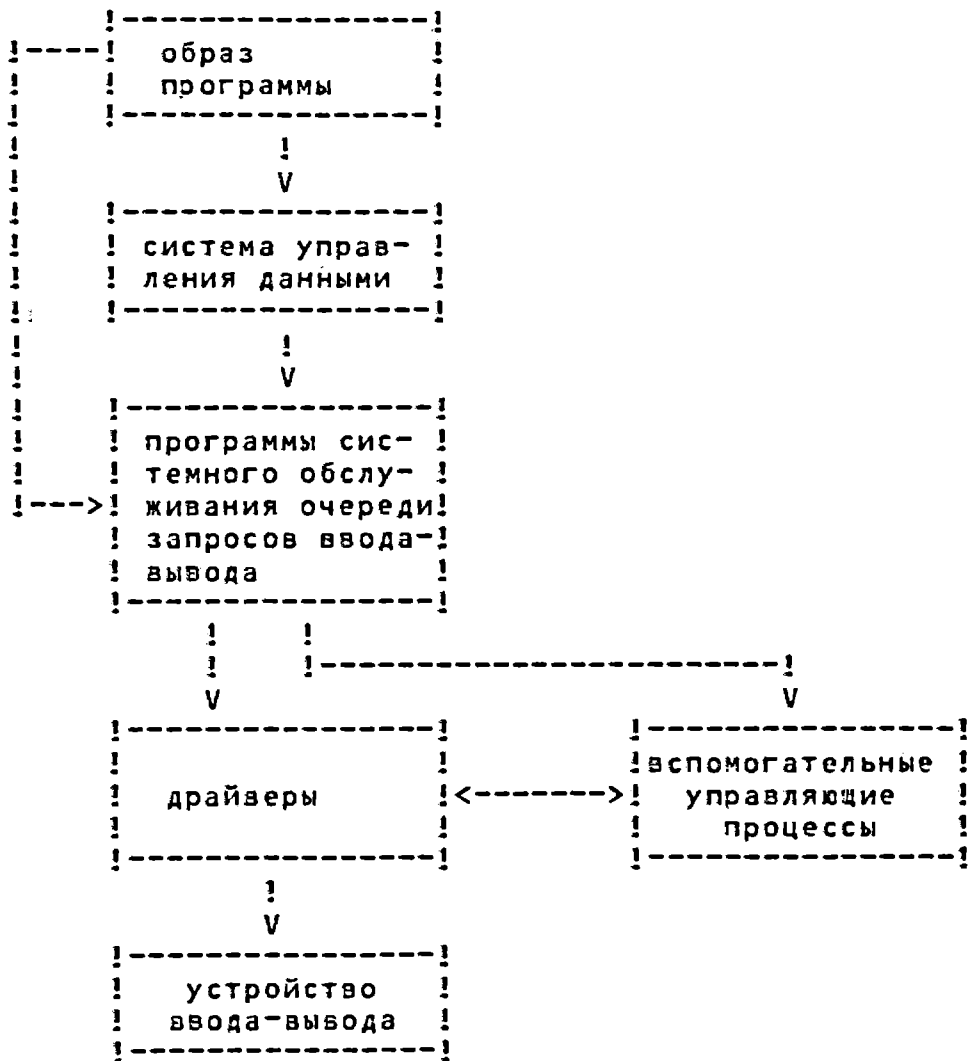 образ
программы
система управ-
ления данными
программы сис-
темного обслу-
живания очереди
запросов ввода-
вывода
драйверы
вспомогательные
управляющие
процессы
устройство
ввода-вывода